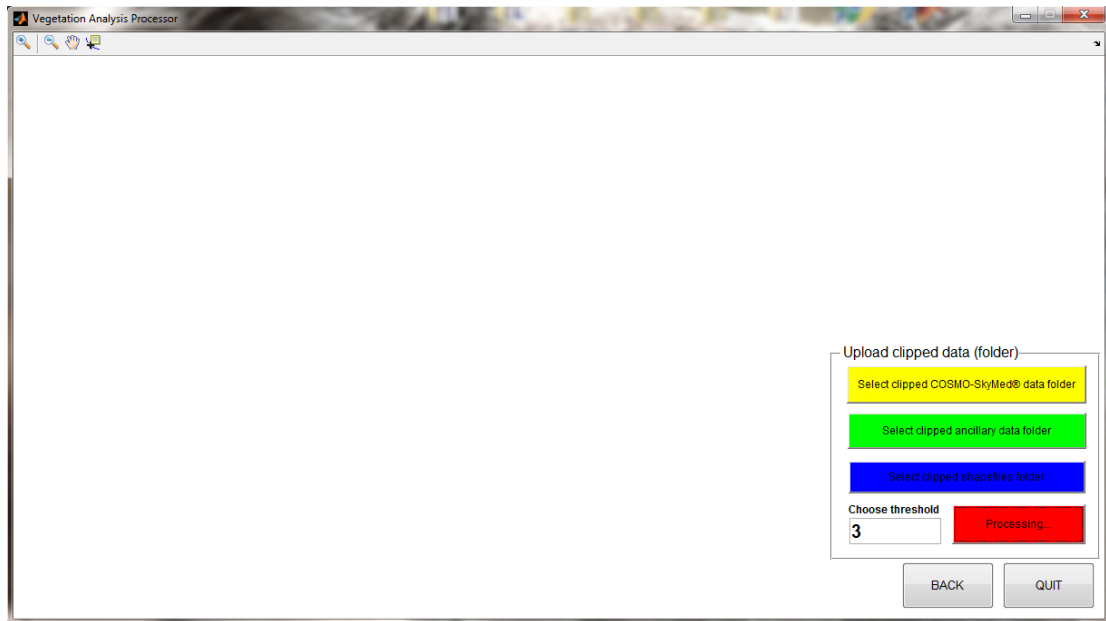 Vegetation Analysis Processor
Upload clipped data (folder)
Select clipped COSMO-SkyMed® data folder
Select clipped ancillary data folder
Select clipped shapefiles folder
Choose threshold
3
Processing...
BACK
QUIT